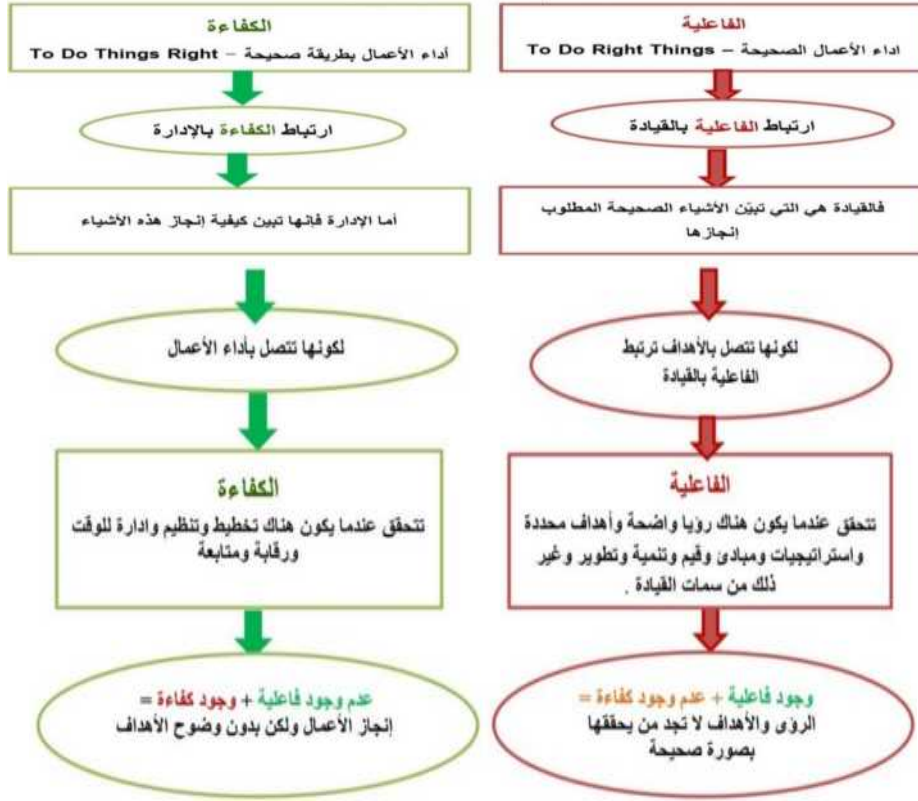 الفاعلية
اداء الأعمال الصحيحة – To Do Right Things
ارتباط الفاعلية بالقيادة
فالقيادة هي التي تبيّن الأشياء الصحيحة المطلوب
إنجازها
لكونها تتصل بالأهداف ترتبط
الفاعلية بالقيادة
الفاعلية
تتحقق عندما يكون هناك رؤيا واضحة وأهداف محددة
واستراتيجيات ومبادئ وقيم وتنمية وتطوير وغير
ذلك من سمات القيادة .
وجود فاعلية + عدم وجود كفاءة =
الرؤى والأهداف لا تجد من يحققها
بصورة صحيحة
الكفاءة
أداء الأعمال بطريقة صحيحة – To Do Things Right
ارتباط الكفاءة بالإدارة
أما الإدارة فانها تبين كيفية إنجاز هذه الأشياء
لكونها تتصل بأداء الأعمال
الكفاءة
تتحقق عندما يكون هناك تخطيط وتنظيم وادارة للوقت
ورقابة ومتابعة
عدم وجود فاعلية + وجود كفاءة =
إنجاز الأعمال ولكن بدون وضوح الأهداف